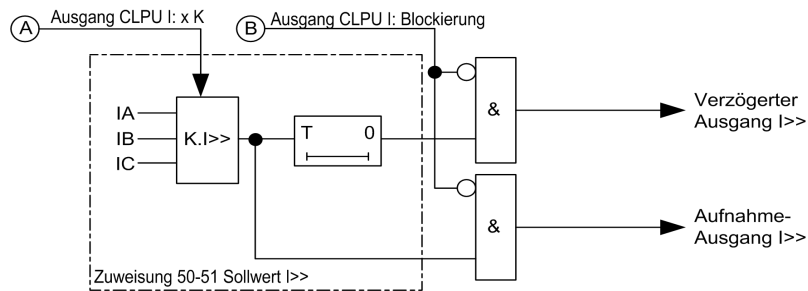 Ausgang CLPU I: x K
Ausgang CLPU I: Blockierung
A
B
IA
IB
IC
K.I>>
T 0
&
Verzögerter
Ausgang I>>
&
Aufnahme-
Ausgang I>>
Zuweisung 50-51 Sollwert I>>